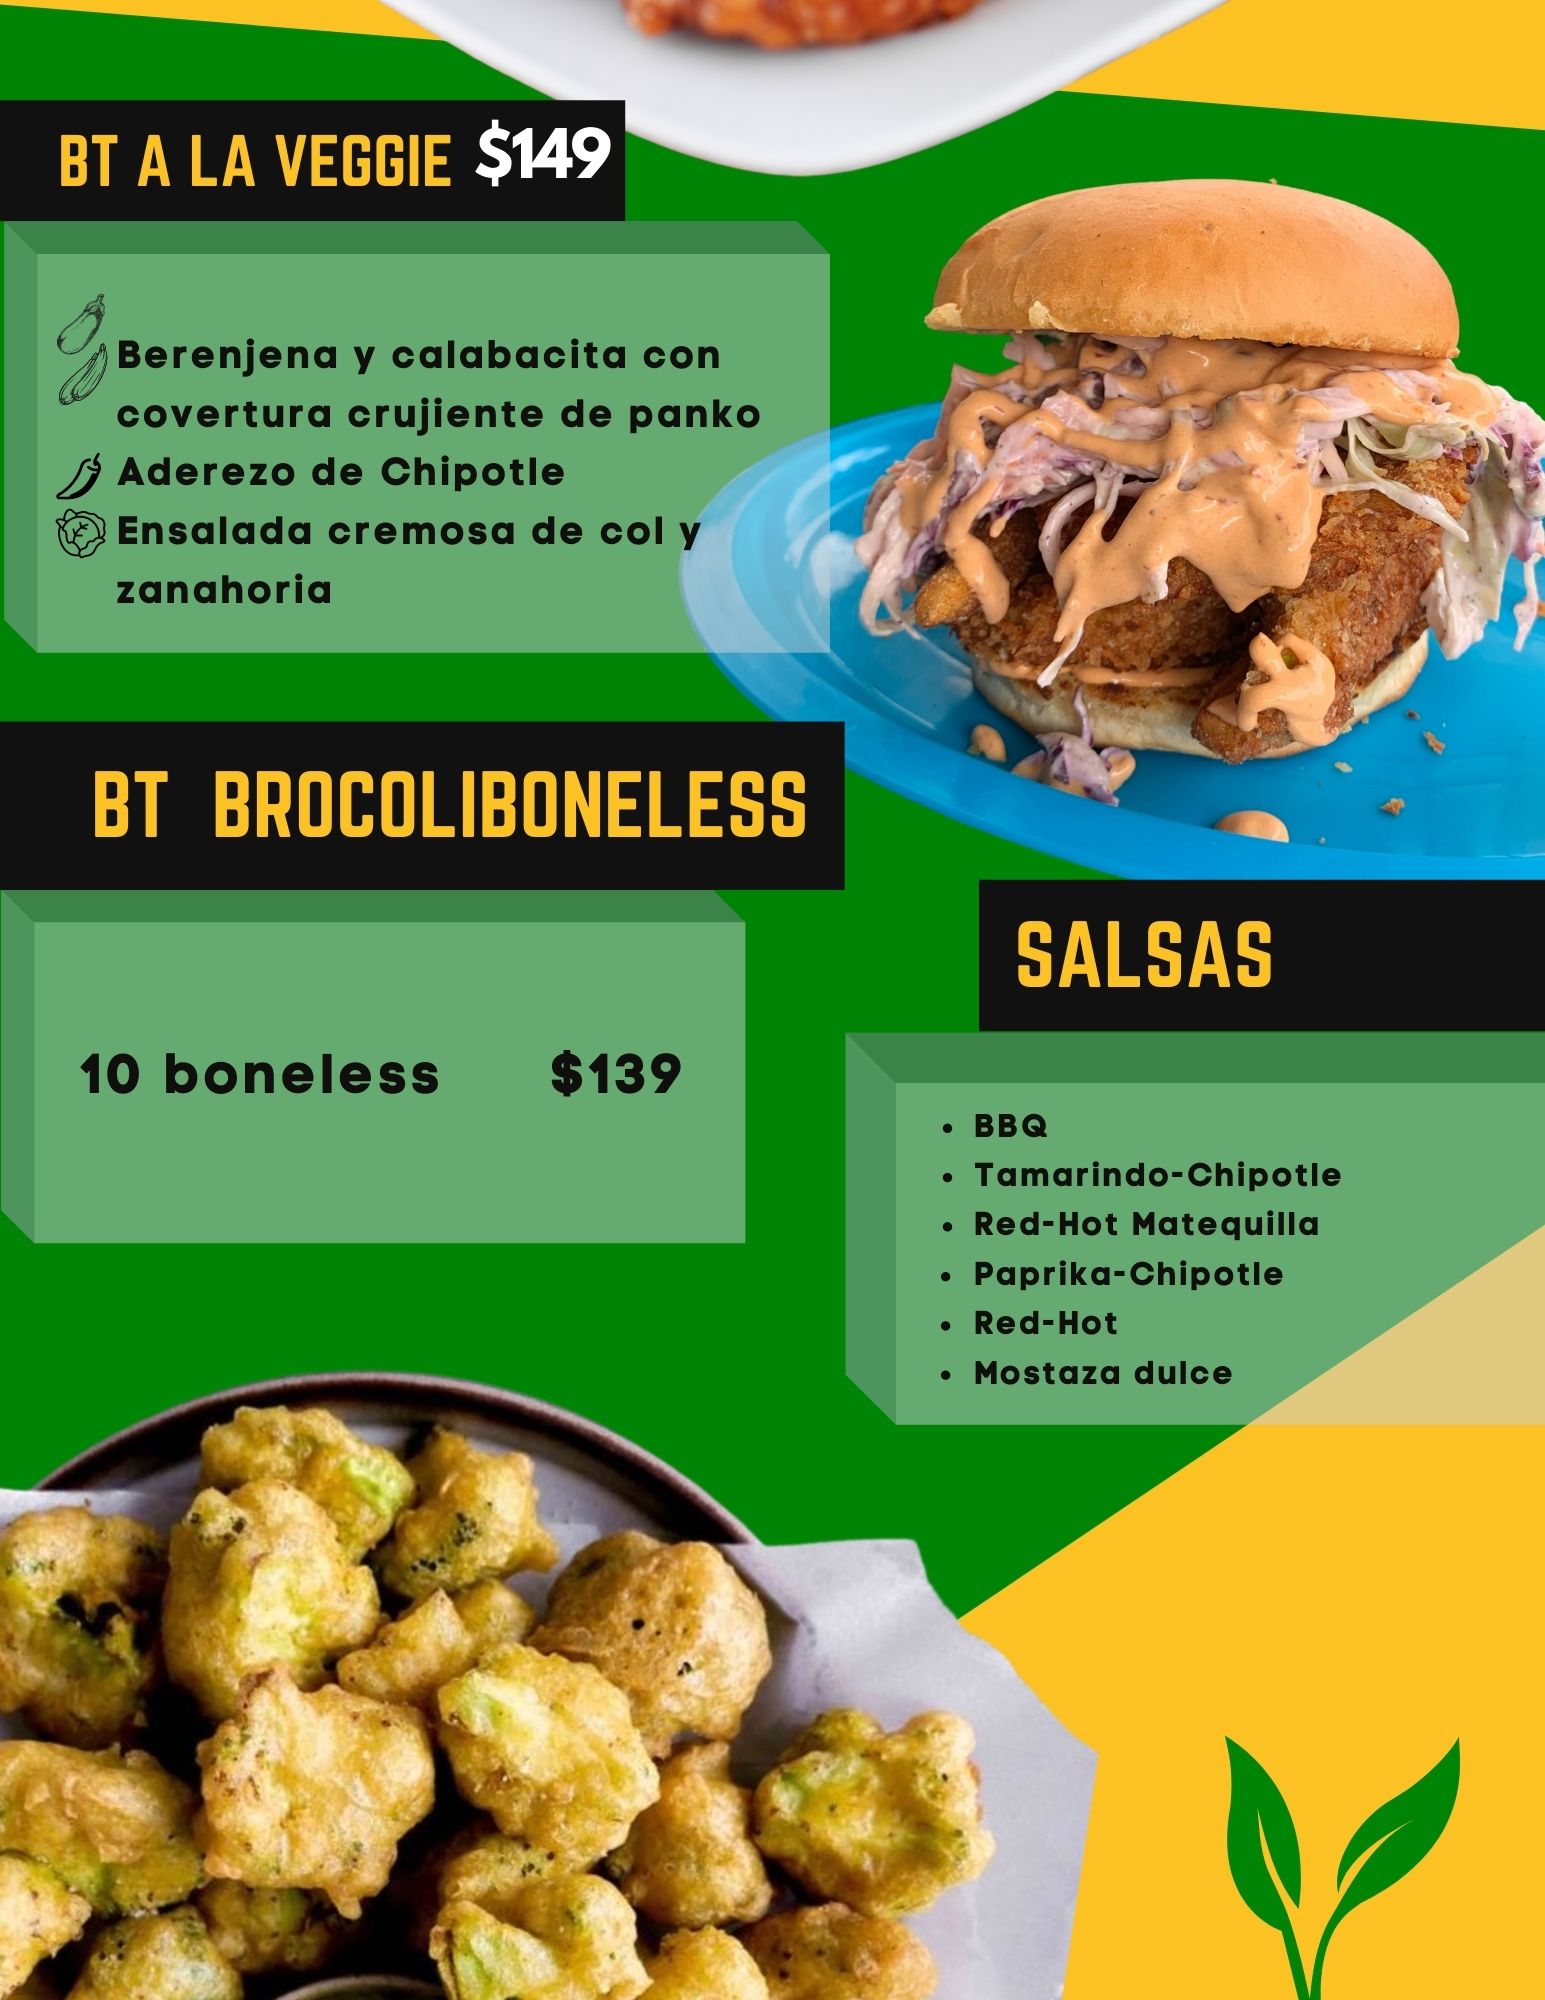 BT A LA VEGGIE $149
Berenjena y calabacita con
covertura crujiente de panko
Aderezo de Chipotle
Ensalada cremosa de col y
zanahoria
BT BROCOLIBONELESS
10 boneless $139
SALSAS
• BBQ
• Tamarindo-Chipotle
• Red-Hot Matequilla
• Paprika-Chipotle
• Red-Hot
• Mostaza dulce